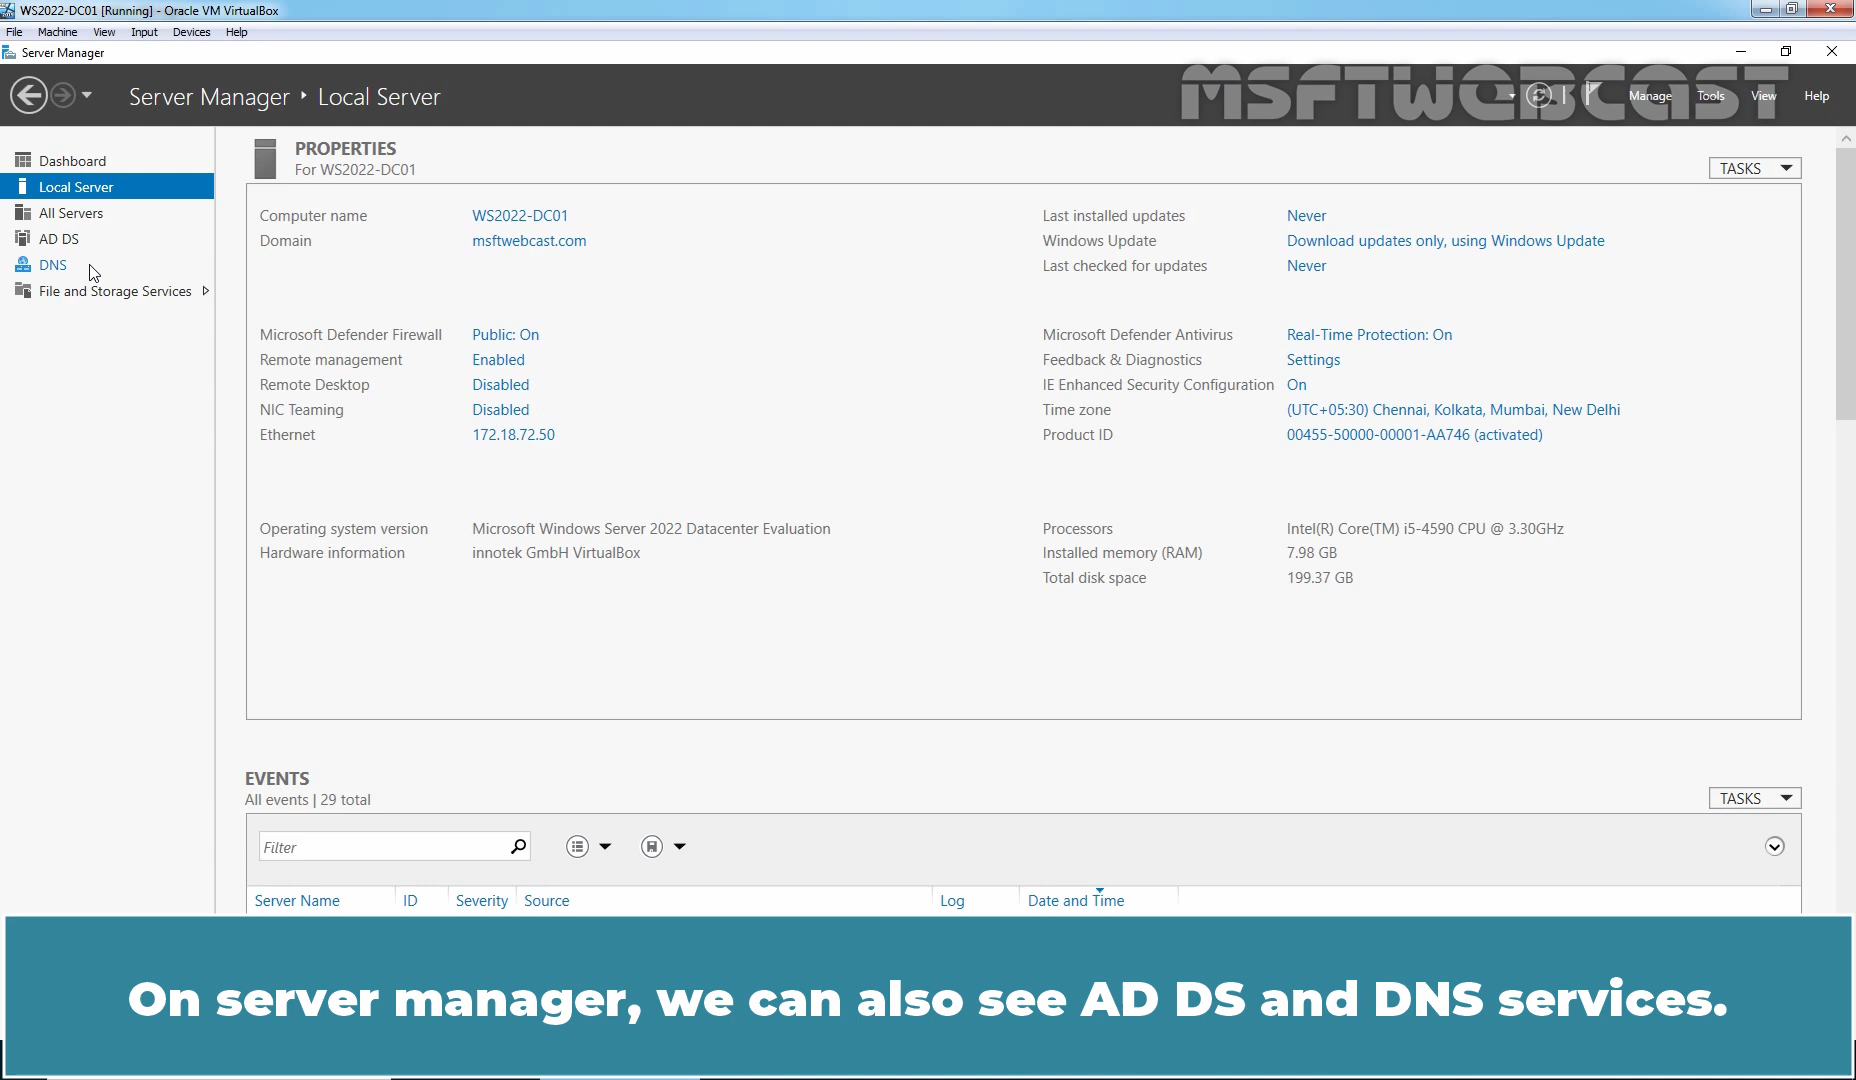 WS2022-DC01 [Running] - Oracle VM VirtualBox
File Machine View Input Devices Help
Server Manager
Server Manager Local Server
MSFTWEBCAST
Manage Tools View Help
Dashboard
Local Server
All Servers
AD DS
DNS
File and Storage Services
PROPERTIES
For WS2022-DC01
TASKS
Computer name WS2022-DC01
Domain msftwebcast.com
Last installed updates Never
Windows Update Download updates only, using Windows Update
Last checked for updates Never
Microsoft Defender Firewall Public: On
Remote management Enabled
Remote Desktop Disabled
NIC Teaming Disabled
Ethernet 172.18.72.50
Microsoft Defender Antivirus Real-Time Protection: On
Feedback & Diagnostics Settings
IE Enhanced Security Configuration On
Time zone (UTC+05:30) Chennai, Kolkata, Mumbai, New Delhi
Product ID 00455-50000-00001-AA746 (activated)
Operating system version Microsoft Windows Server 2022 Datacenter Evaluation
Hardware information innotek GmbH VirtualBox
Processors Intel(R) Core(TM) i5-4590 CPU @ 3.30GHz
Installed memory (RAM) 7.98 GB
Total disk space 199.37 GB
EVENTS
All events | 29 total
TASKS
Filter
Server Name ID Severity Source Log Date and Time
On server manager, we can also see AD DS and DNS services.